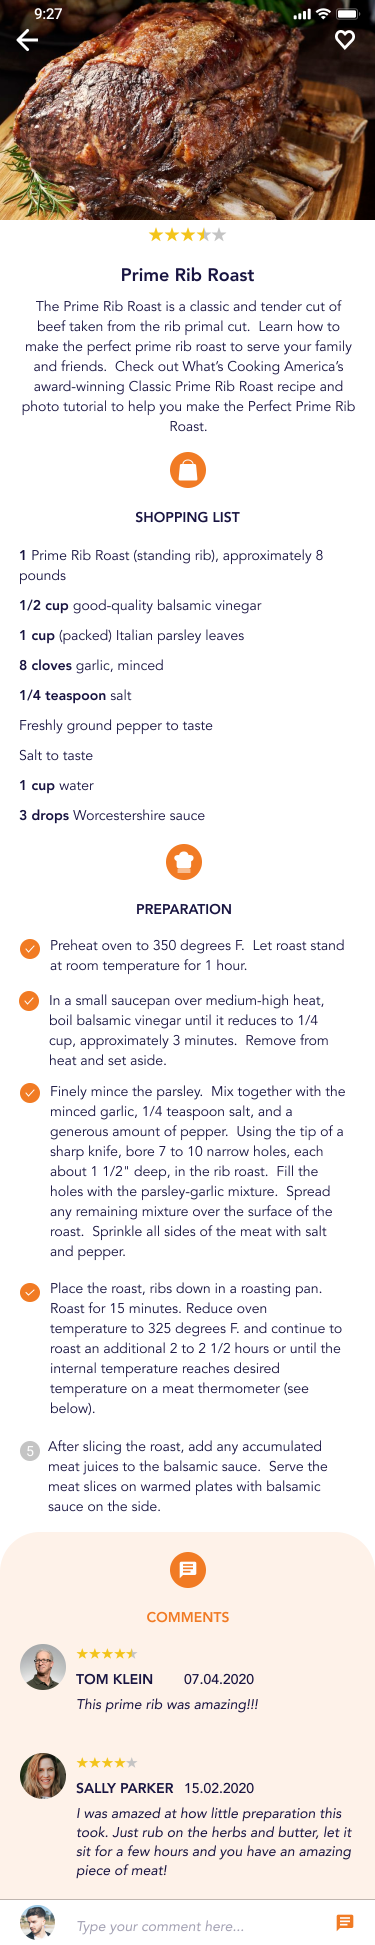 9:27
Prime Rib Roast
The Prime Rib Roast is a classic and tender cut of
beef taken from the rib primal cut.  Learn how to
make the perfect prime rib roast to serve your family
and friends.  Check out What’s Cooking America’s
award-winning Classic Prime Rib Roast recipe and
photo tutorial to help you make the Perfect Prime Rib
Roast.
SHOPPING LIST
1 Prime Rib Roast (standing rib), approximately 8
pounds
1/2 cup good-quality balsamic vinegar
1 cup (packed) Italian parsley leaves
8 cloves garlic, minced
1/4 teaspoon salt
Freshly ground pepper to taste
Salt to taste
1 cup water
3 drops Worcestershire sauce
PREPARATION
Preheat oven to 350 degrees F.  Let roast stand
at room temperature for 1 hour.
In a small saucepan over medium-high heat,
boil balsamic vinegar until it reduces to 1/4
cup, approximately 3 minutes.  Remove from
heat and set aside.
Finely mince the parsley.  Mix together with the
minced garlic, 1/4 teaspoon salt, and a
generous amount of pepper.  Using the tip of a
sharp knife, bore 7 to 10 narrow holes, each
about 1 1/2" deep, in the rib roast.  Fill the
holes with the parsley-garlic mixture.  Spread
any remaining mixture over the surface of the
roast.  Sprinkle all sides of the meat with salt
and pepper.
Place the roast, ribs down in a roasting pan.
Roast for 15 minutes. Reduce oven
temperature to 325 degrees F. and continue to
roast an additional 2 to 2 1/2 hours or until the
internal temperature reaches desired
temperature on a meat thermometer (see
below).
5 After slicing the roast, add any accumulated
meat juices to the balsamic sauce.  Serve the
meat slices on warmed plates with balsamic
sauce on the side.
COMMENTS
TOM KLEIN 07.04.2020
This prime rib was amazing!!!
SALLY PARKER 15.02.2020
I was amazed at how little preparation this
took. Just rub on the herbs and butter, let it
sit for a few hours and you have an amazing
piece of meat!
Type your comment here...